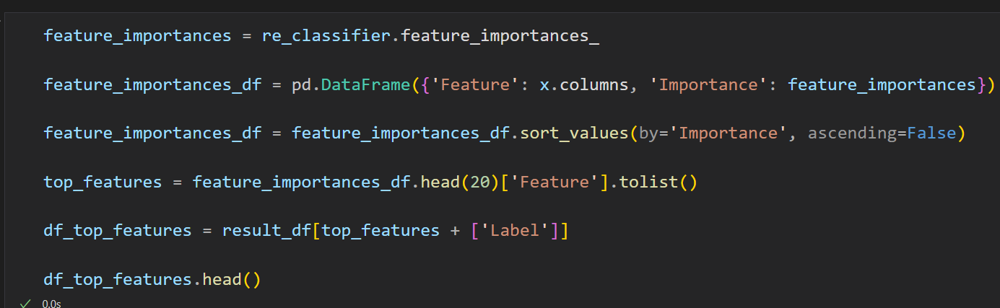 feature_importances = re_classifier.feature_importances_
feature_importances_df = pd.DataFrame({'Feature': x.columns, 'Importance': feature_importances})
feature_importances_df = feature_importances_df.sort_values(by='Importance', ascending=False)
top_features = feature_importances_df.head(20)['Feature'].tolist()
df_top_features = result_df[top_features + ['Label']]
df_top_features.head()
0.0s